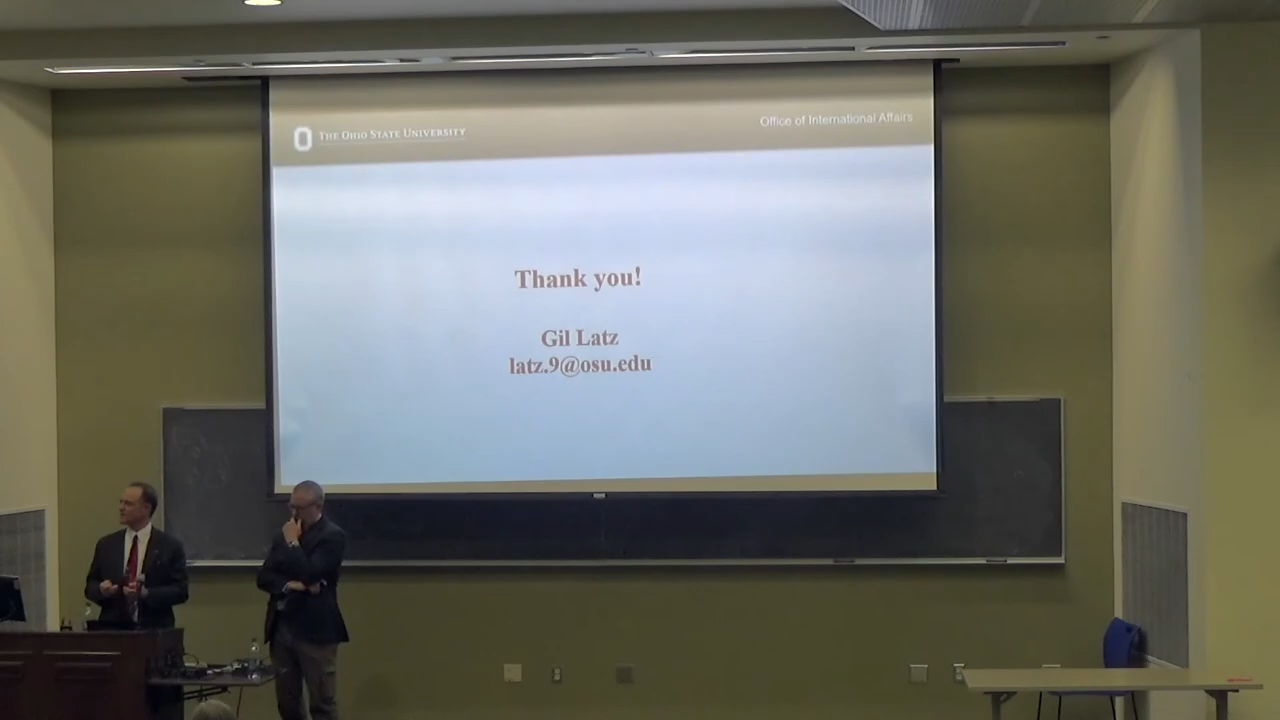 THE OHIO STATE UNIVERSITY
Office of International Affairs
Thank you!
Gil Latz
latz.9@osu.edu